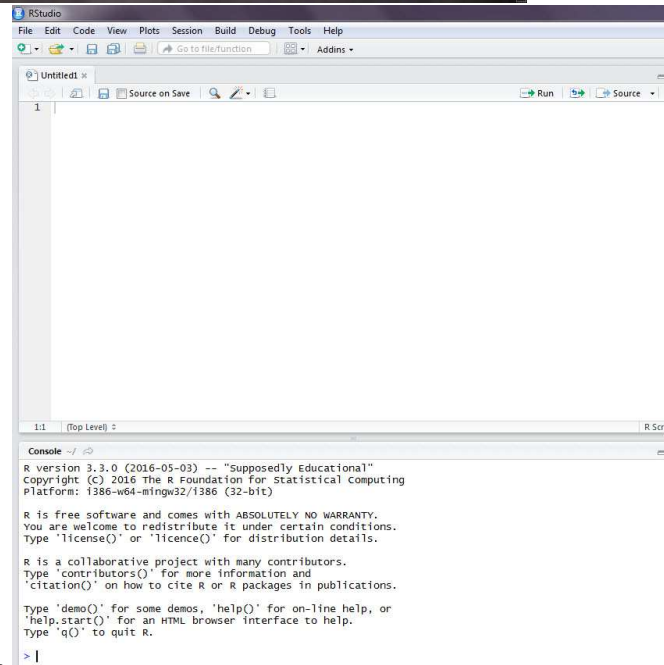 RStudio
File Edit Code View Plots Session Build Debug Tools Help
Go to file/function Addins
Untitled1 ×
Source on Save Run Source
1
1:1 (Top Level) R Scr
Console ~/
R version 3.3.0 (2016-05-03) -- "Supposedly Educational"
Copyright (C) 2016 The R Foundation for Statistical Computing
Platform: i386-w64-mingw32/i386 (32-bit)
R is free software and comes with ABSOLUTELY NO WARRANTY.
You are welcome to redistribute it under certain conditions.
Type 'license()' or 'licence()' for distribution details.
R is a collaborative project with many contributors.
Type 'contributors()' for more information and
'citation()' on how to cite R or R packages in publications.
Type 'demo()' for some demos, 'help()' for on-line help, or
'help.start()' for an HTML browser interface to help.
Type 'q()' to quit R.
>